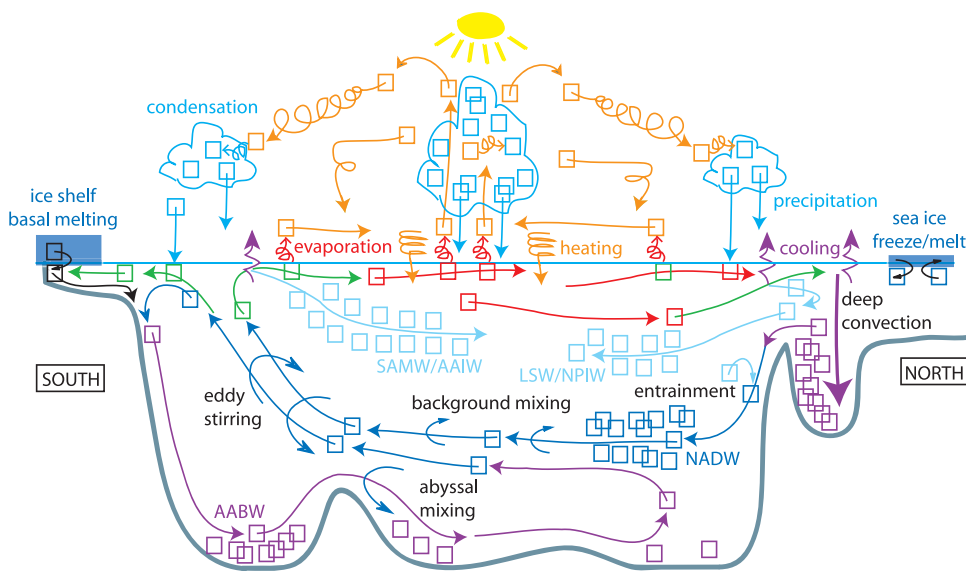 condensation
ice shelf
basal melting
evaporation
heating
precipitation
cooling
sea ice
freeze/melt
deep
convection
SAMW/AAIW
LSW/NPIW
SOUTH
NORTH
eddy
stirring
background mixing
entrainment
NADW
abyssal
mixing
AABW